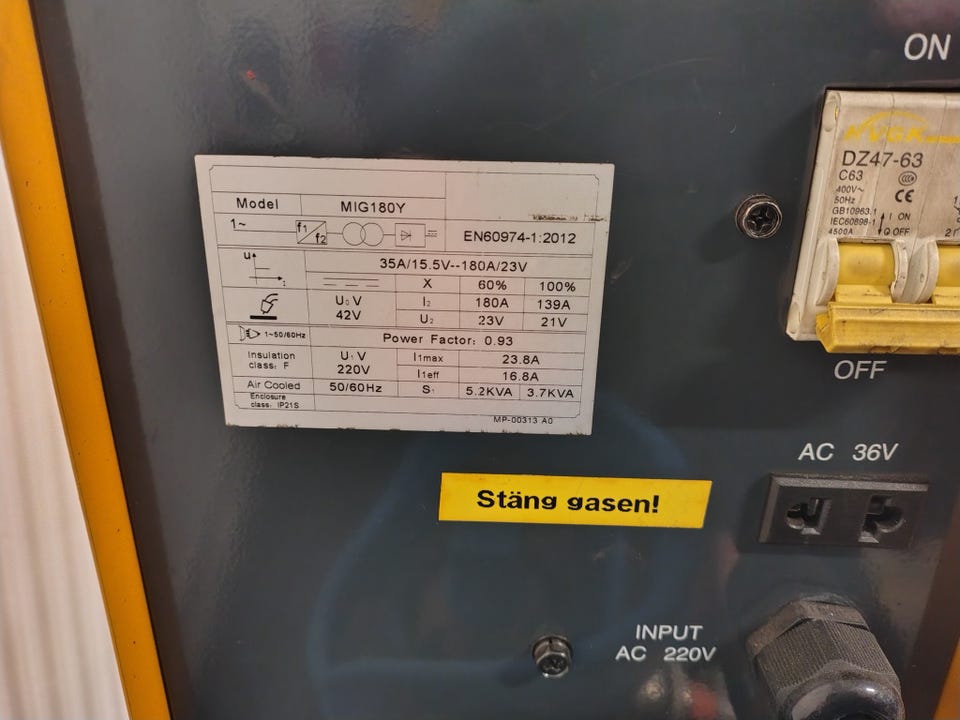 ON
Model MIG180Y
1~ f1 f2 EN60974-1:2012
35A/15.5V--180A/23V
X 60% 100%
U₀ V 42V
I₂ 180A 139A
U₂ 23V 21V
1~50/60Hz Power Factor: 0.93
Insulation class: F
U₁ V 220V
I1max 23.8A
I1eff 16.8A
Air Cooled 50/60Hz S₁ 5.2KVA 3.7KVA
Enclosure class: IP21S
MP-00313 A0
DZ47-63
C63
400V~
50Hz
CCC CE
GB10963.1
IEC60898-1
4500A
I ON
O OFF
OFF
AC 36V
Stäng gasen!
INPUT
AC 220V